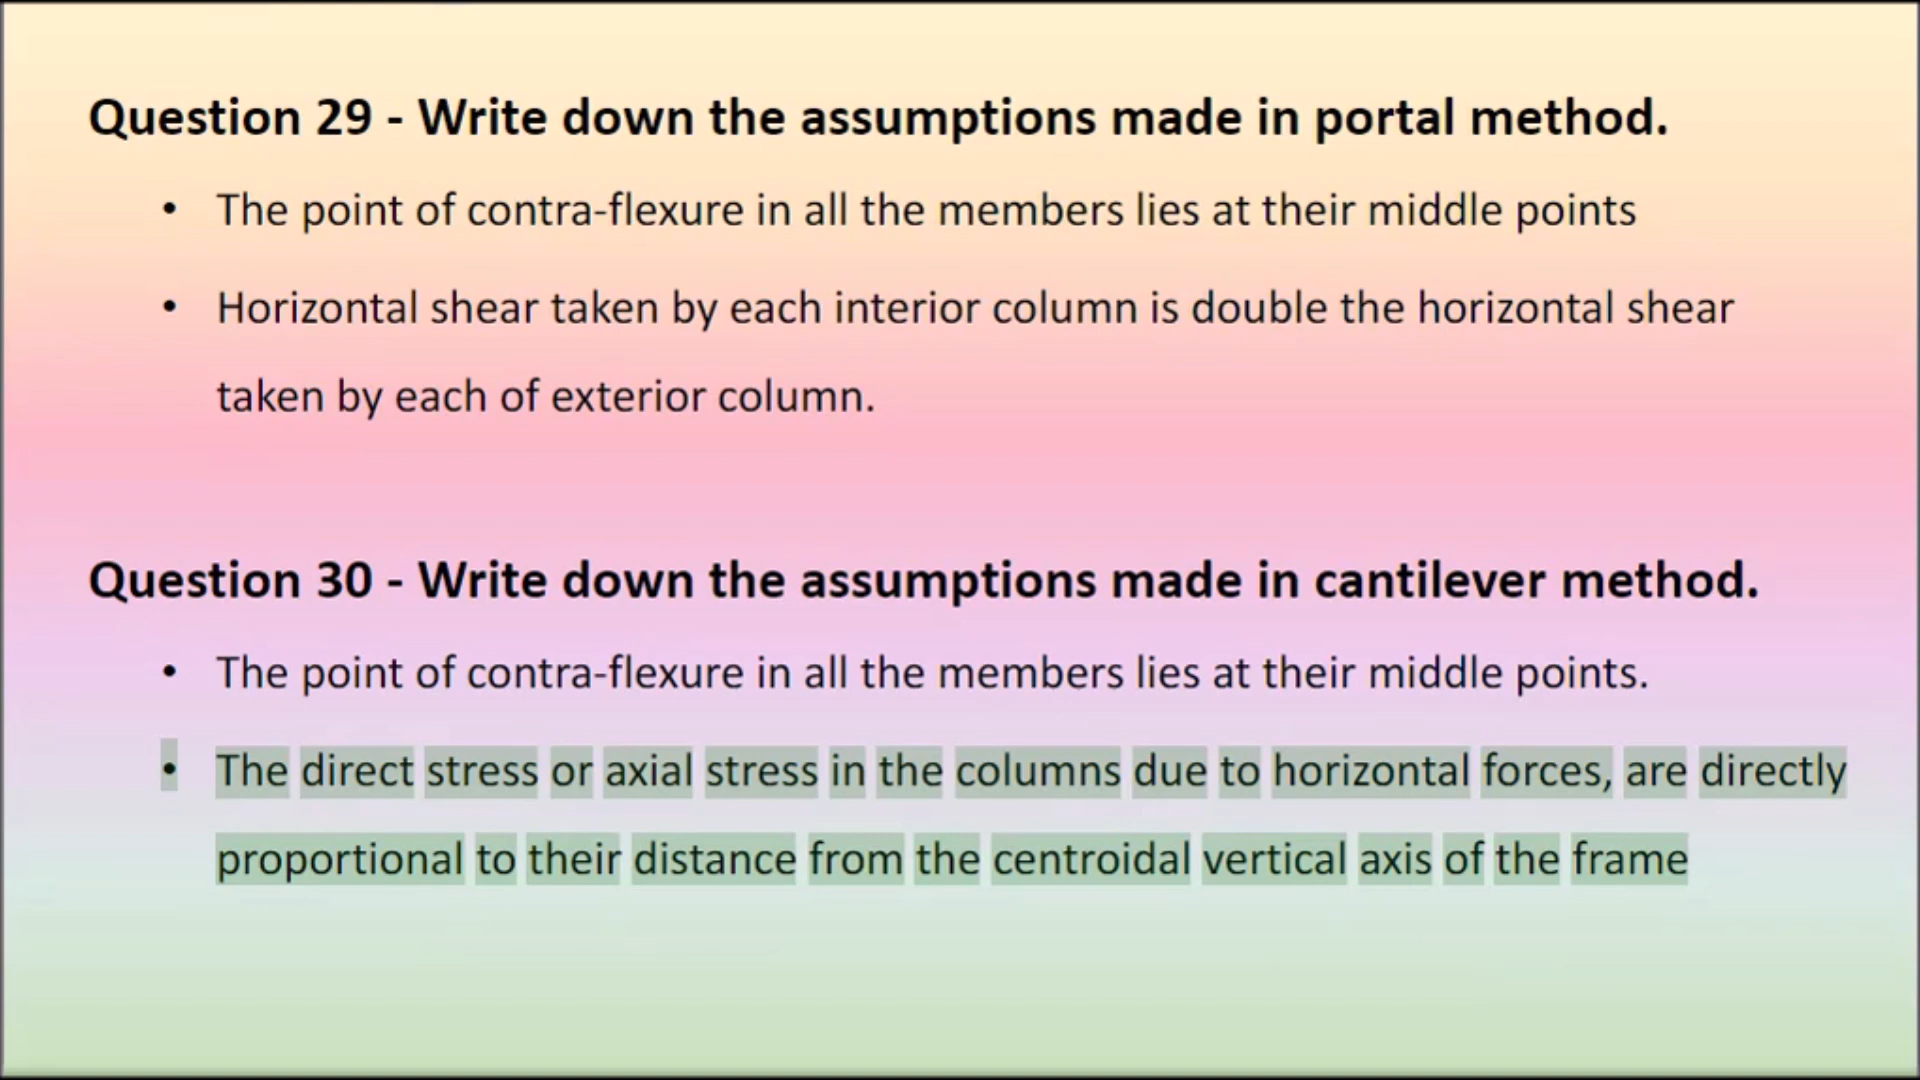 Question 29 - Write down the assumptions made in portal method.
• The point of contra-flexure in all the members lies at their middle points
• Horizontal shear taken by each interior column is double the horizontal shear
taken by each of exterior column.
Question 30 - Write down the assumptions made in cantilever method.
• The point of contra-flexure in all the members lies at their middle points.
• The direct stress or axial stress in the columns due to horizontal forces, are directly
proportional to their distance from the centroidal vertical axis of the frame